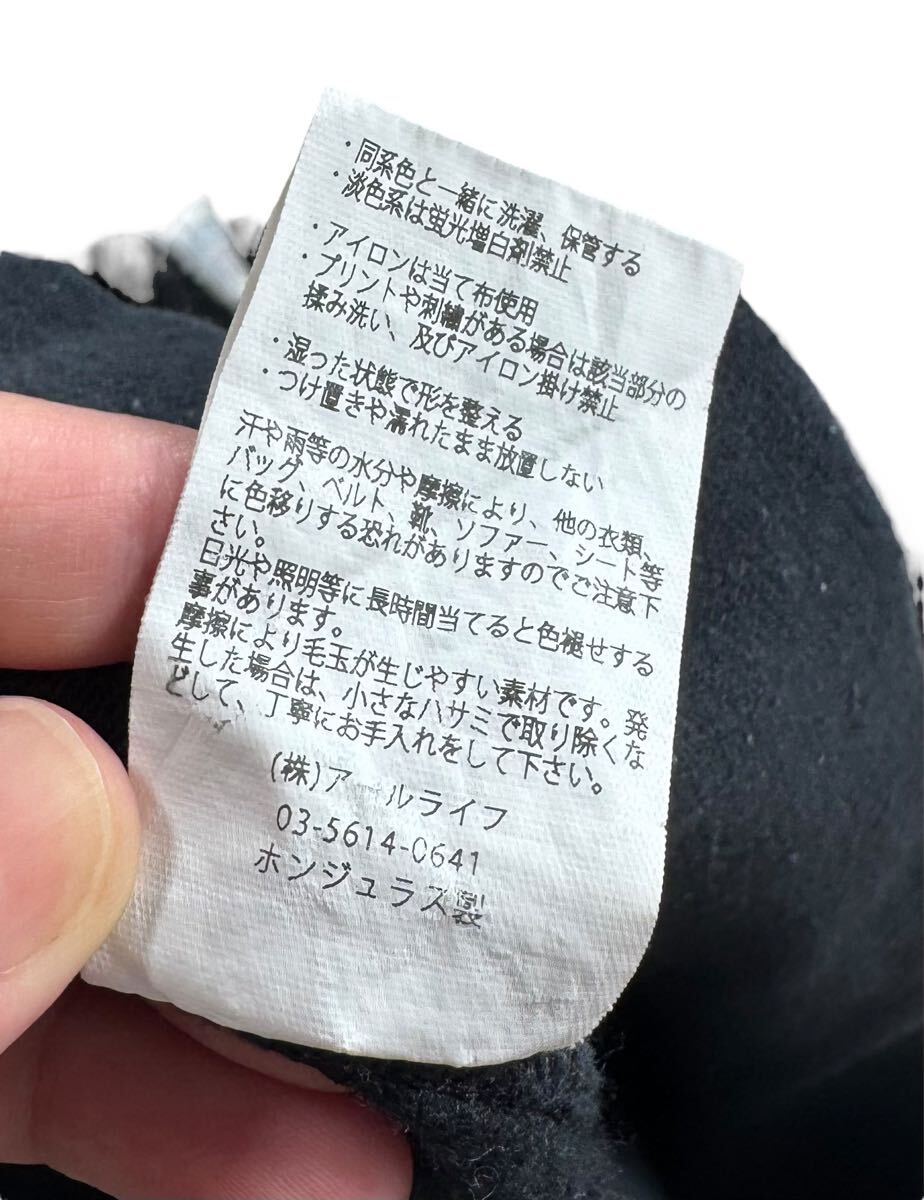 ・同系色と一緒に洗濯、保管する
・淡色系は蛍光増白剤禁止
・アイロンは当て布使用
・プリントや刺繍がある場合は該当部分の
揉み洗い、及びアイロン掛け禁止
・湿った状態で形を整える
・つけ置きや濡れたまま放置しない
汗や雨等の水分や摩擦により、他の衣類、
バッグ、ベルト、靴、ソファー、シート等
に色移りする恐れがありますのでご注意下
さい。
日光や照明等に長時間当てると色褪せする
事があります。
摩擦により毛玉が生じやすい素材です。発
生した場合は、小さなハサミで取り除くな
どして、丁寧にお手入れをして下さい。
(株)
03-5614-0641
ホンジュラス製